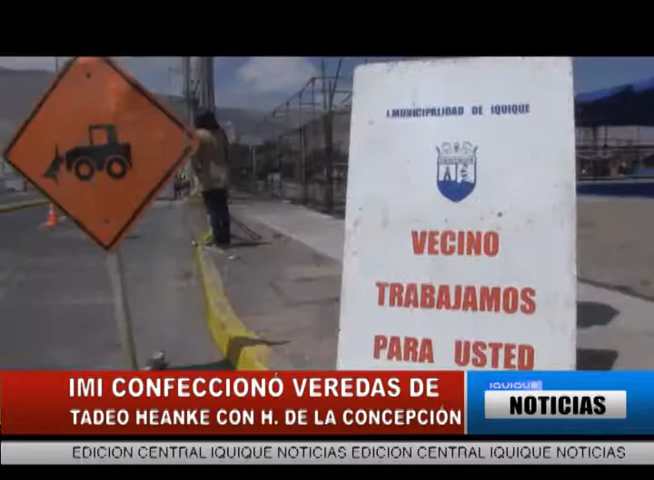 I.MUNICIPALIDAD DE IQUIQUE
VECINO
TRABAJAMOS
PARA USTED
IMI CONFECCIONÓ VEREDAS DE
TADEO HEANKE CON H. DE LA CONCEPCIÓN
IQUIQUE
NOTICIAS
EDICION CENTRAL IQUIQUE NOTICIAS EDICION CENTRAL IQUIQUE NOTICIAS